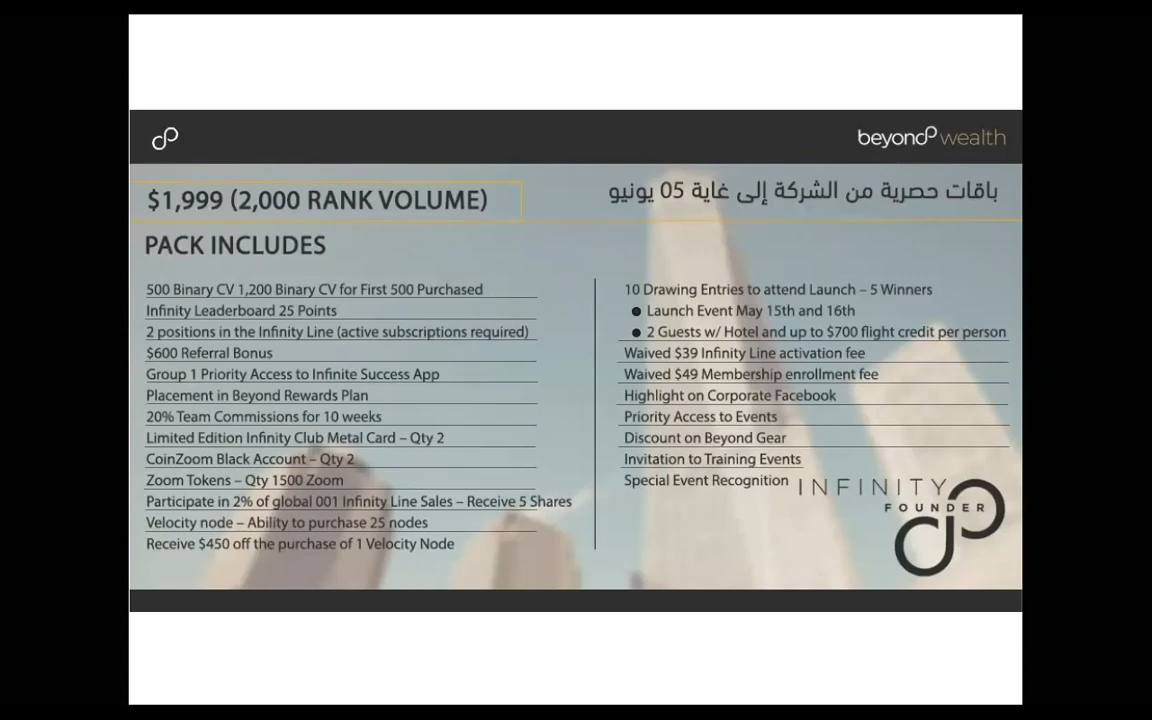 beyond wealth
$1,999 (2,000 RANK VOLUME)
باقات حصرية من الشركة إلى غاية 05 يونيو
PACK INCLUDES
500 Binary CV 1,200 Binary CV for First 500 Purchased
Infinity Leaderboard 25 Points
2 positions in the Infinity Line (active subscriptions required)
$600 Referral Bonus
Group 1 Priority Access to Infinite Success App
Placement in Beyond Rewards Plan
20% Team Commissions for 10 weeks
Limited Edition Infinity Club Metal Card – Qty 2
CoinZoom Black Account – Qty 2
Zoom Tokens – Qty 1500 Zoom
Participate in 2% of global 001 Infinity Line Sales – Receive 5 Shares
Velocity node – Ability to purchase 25 nodes
Receive $450 off the purchase of 1 Velocity Node
10 Drawing Entries to attend Launch – 5 Winners
● Launch Event May 15th and 16th
● 2 Guests w/ Hotel and up to $700 flight credit per person
Waived $39 Infinity Line activation fee
Waived $49 Membership enrollment fee
Highlight on Corporate Facebook
Priority Access to Events
Discount on Beyond Gear
Invitation to Training Events
Special Event Recognition
INFINITY
FOUNDER